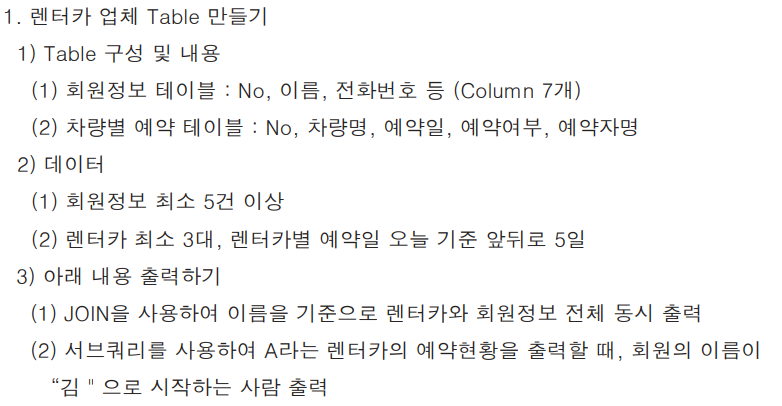 1. 렌터카 업체 Table 만들기
1) Table 구성 및 내용
(1) 회원정보 테이블 : No, 이름, 전화번호 등 (Column 7개)
(2) 차량별 예약 테이블 : No, 차량명, 예약일, 예약여부, 예약자명
2) 데이터
(1) 회원정보 최소 5건 이상
(2) 렌터카 최소 3대, 렌터카별 예약일 오늘 기준 앞뒤로 5일
3) 아래 내용 출력하기
(1) JOIN을 사용하여 이름을 기준으로 렌터카와 회원정보 전체 동시 출력
(2) 서브쿼리를 사용하여 A라는 렌터카의 예약현황을 출력할 때, 회원의 이름이
“김 " 으로 시작하는 사람 출력